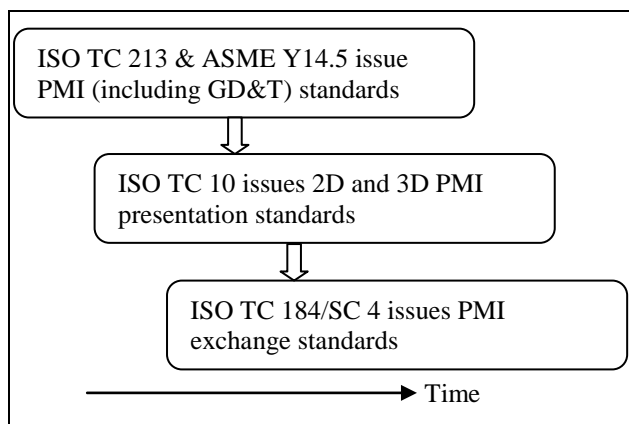 ISO TC 213 & ASME Y14.5 issue
PMI (including GD&T) standards
ISO TC 10 issues 2D and 3D PMI
presentation standards
ISO TC 184/SC 4 issues PMI
exchange standards
Time